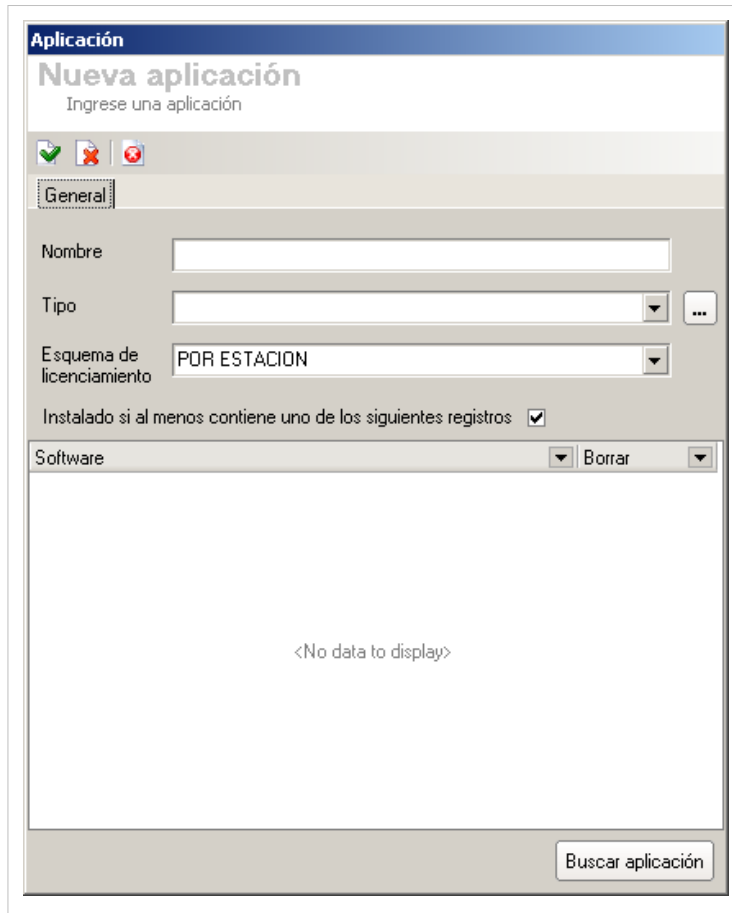 Aplicación
Nueva aplicación
Ingrese una aplicación
General
Nombre
Tipo
...
Esquema de
licenciamiento
POR ESTACION
Instalado si al menos contiene uno de los siguientes registros
Software
Borrar
<No data to display>
Buscar aplicación